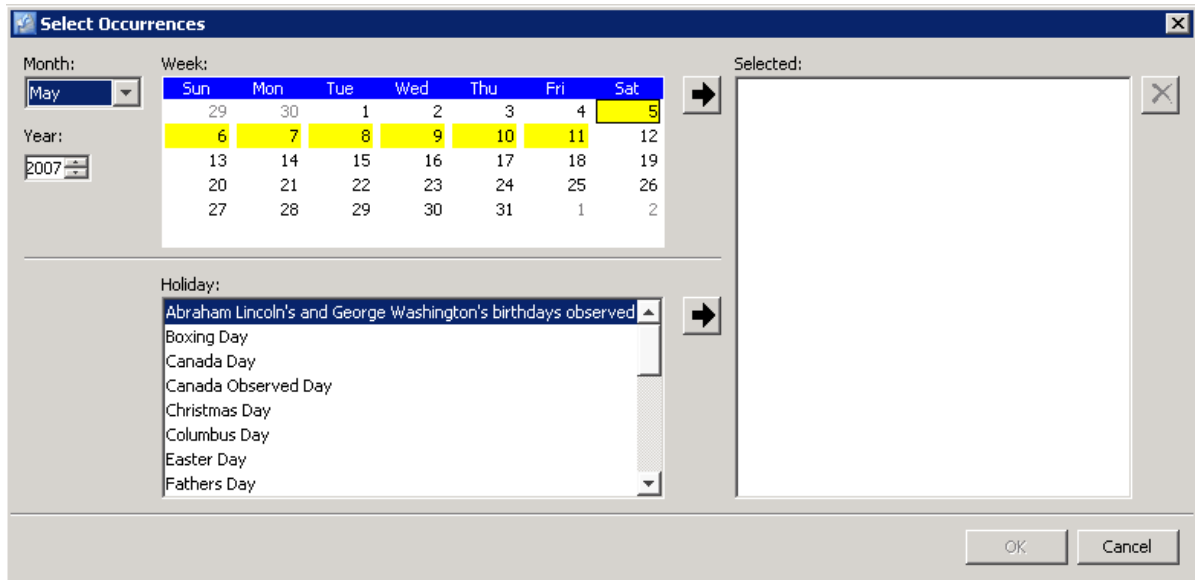 Select Occurrences
Month: Week: Selected:
May
Sun Mon Tue Wed Thu Fri Sat
29 30 1 2 3 4 5
Year:
6 7 8 9 10 11 12
2007
13 14 15 16 17 18 19
20 21 22 23 24 25 26
27 28 29 30 31 1 2
Holiday:
Abraham Lincoln's and George Washington's birthdays observed
Boxing Day
Canada Day
Canada Observed Day
Christmas Day
Columbus Day
Easter Day
Fathers Day
OK Cancel